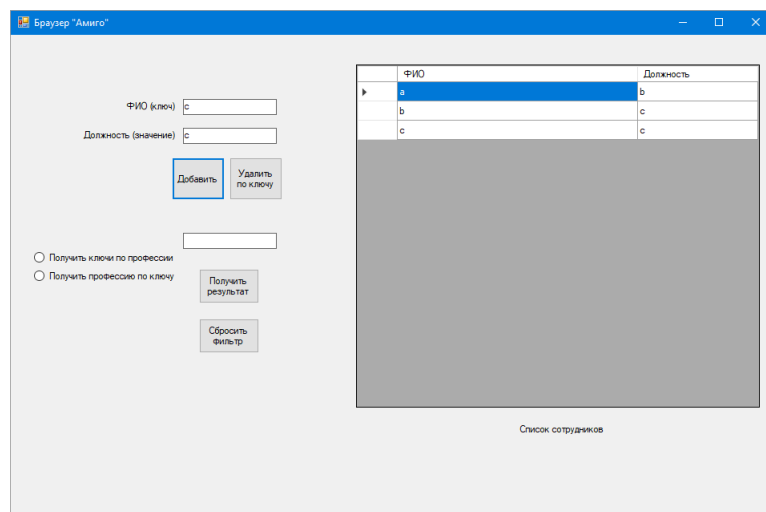 Браузер "Амиго"
ФИО (ключ) с
Должность (значение) с
Добавить
Удалить
по ключу
Получить ключи по профессии
Получить профессию по ключу
Получить
результат
Сбросить
фильтр
ФИО Должность
a b
b c
c c
Список сотрудников